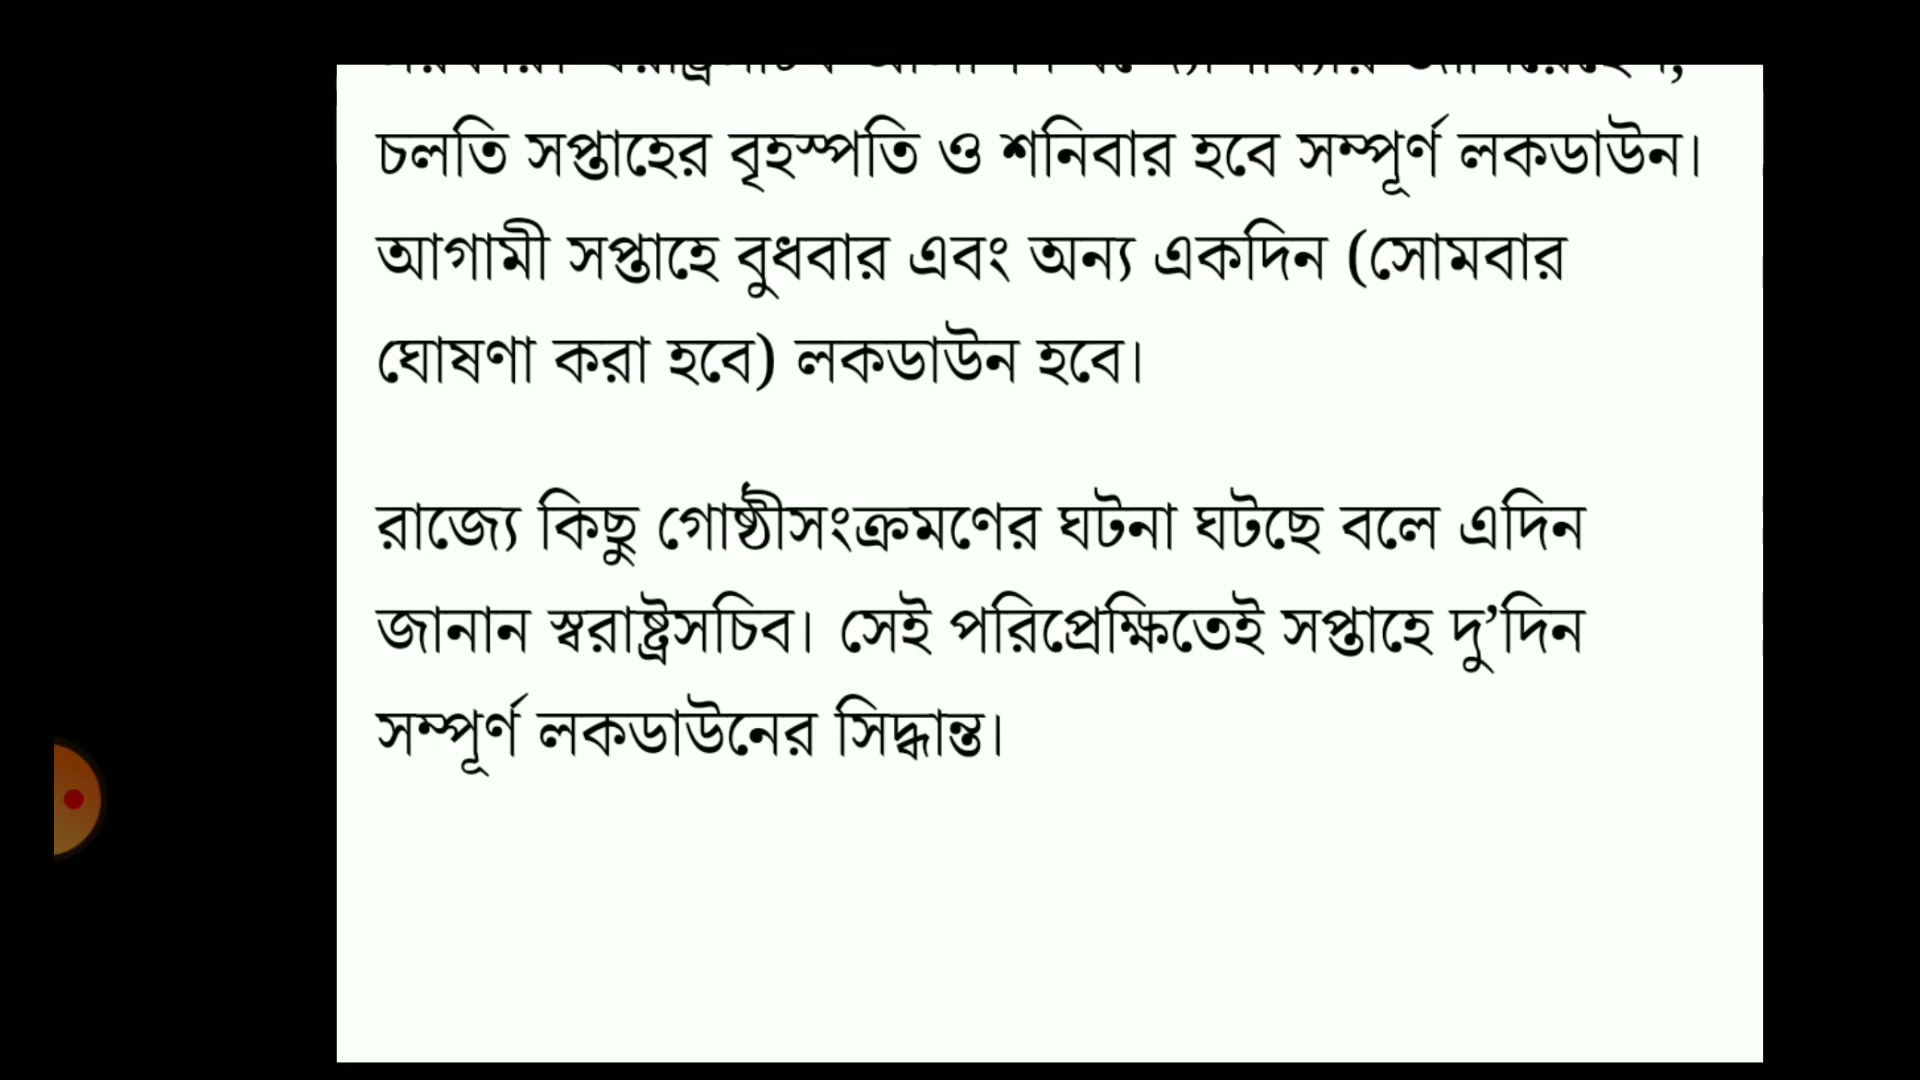 চলতি সপ্তাহের বৃহস্পতি ও শনিবার হবে সম্পূর্ণ লকডাউন।
আগামী সপ্তাহে বুধবার এবং অন্য একদিন (সোমবার
ঘোষণা করা হবে) লকডাউন হবে।
রাজ্যে কিছু গোষ্ঠীসংক্রমণের ঘটনা ঘটছে বলে এদিন
জানান স্বরাষ্ট্রসচিব। সেই পরিপ্রেক্ষিতেই সপ্তাহে দু’দিন
সম্পূর্ণ লকডাউনের সিদ্ধান্ত।